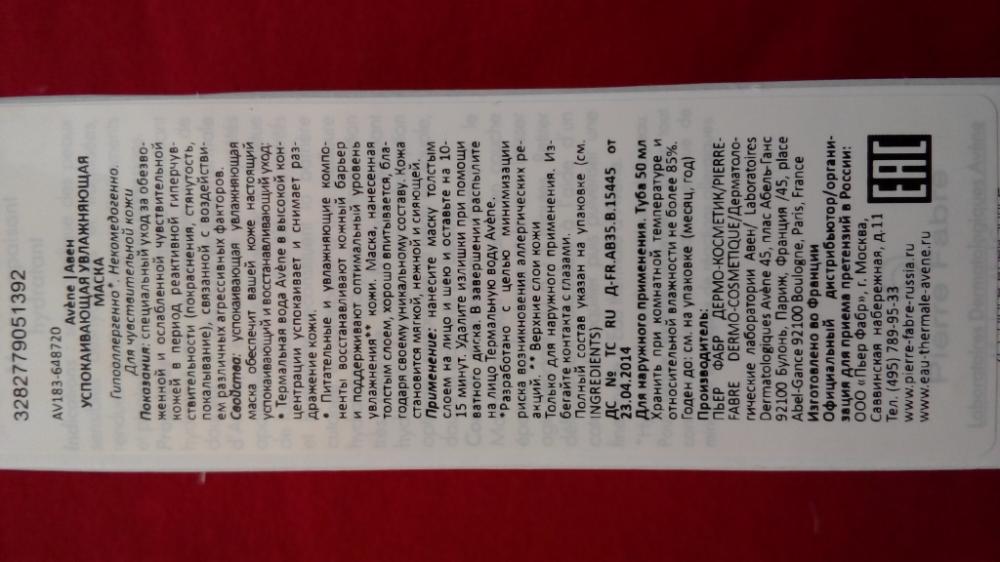 3282779051392
AV183-648720
Avène | Авен
УСПОКАИВАЮЩАЯ УВЛАЖНЯЮЩАЯ
МАСКА
Гипоаллергенно*. Некомедогенно.
Для чувствительной кожи
Показания: специальный уход за обезво-
женной и ослабленной чувствительной
кожей в период реактивной гиперчув-
ствительности (покраснения, стянутость,
покалывание), связанной с воздействи-
ем различных агрессивных факторов.
Свойства: успокаивающая увлажняющая
маска обеспечит вашей коже настоящий
успокаивающий и восстанавливающий уход:
• Термальная вода Avène в высокой кон-
центрации успокаивает и снимает раз-
дражение кожи.
• Питательные и увлажняющие компо-
ненты восстанавливают кожный барьер
и поддерживают оптимальный уровень
увлажнения** кожи. Маска, нанесенная
толстым слоем, хорошо впитывается, бла-
годаря своему уникальному составу. Кожа
становится мягкой, нежной и сияющей.
Применение: нанесите маску толстым
слоем на лицо и шею и оставьте на 10-
15 минут. Удалите излишки при помощи
ватного диска. В завершении распылите
на лицо Термальную воду Avène.
*Разработано с целью минимизации
риска возникновения аллергических ре-
акций. ** Верхние слои кожи
Только для наружного применения. Из-
бегайте контакта с глазами.
Полный состав указан на упаковке (см.
INGREDIENTS)
ДС № ТС RU Д-FR.АВ35.В.15445 от
23.04.2014
Для наружного применения. Туба 50 мл
Хранить при комнатной температуре и
относительной влажности не более 85%.
Годен до: см. на упаковке (месяц, год)
Производитель:
ПЬЕР ФАБР ДЕРМО-КОСМЕТИК/PIERRE-
FABRE DERMO-COSMETIQUE/Дерматоло-
гические лаборатории Авен/ Laboratoires
Dermatologiques Avène 45, плас Абель-Ганс
92100 Булонь, Париж, Франция /45, place
Abel-Gance 92100 Boulogne, Paris, France
Изготовлено во Франции
Официальный дистрибьютор/органи-
зация для приема претензий в России:
ООО «Пьер Фабр», г. Москва,
Саввинская набережная, д.11
Тел. (495) 789-95-33
www.pierre-fabre-russia.ru
www.eau-thermale-avene.ru
EAC